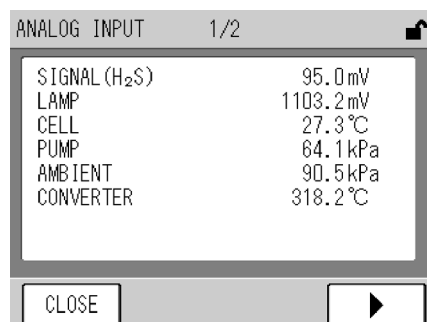 ANALOG INPUT 1/2
SIGNAL(H₂S) 95.0mV
LAMP 1103.2mV
CELL 27.3℃
PUMP 64.1kPa
AMBIENT 90.5kPa
CONVERTER 318.2℃
CLOSE